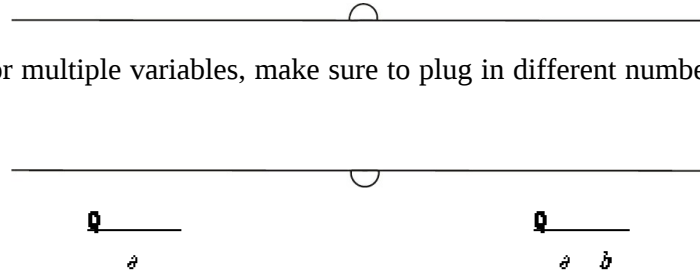 or multiple variables, make sure to plug in different numbe
Q Q
a a b